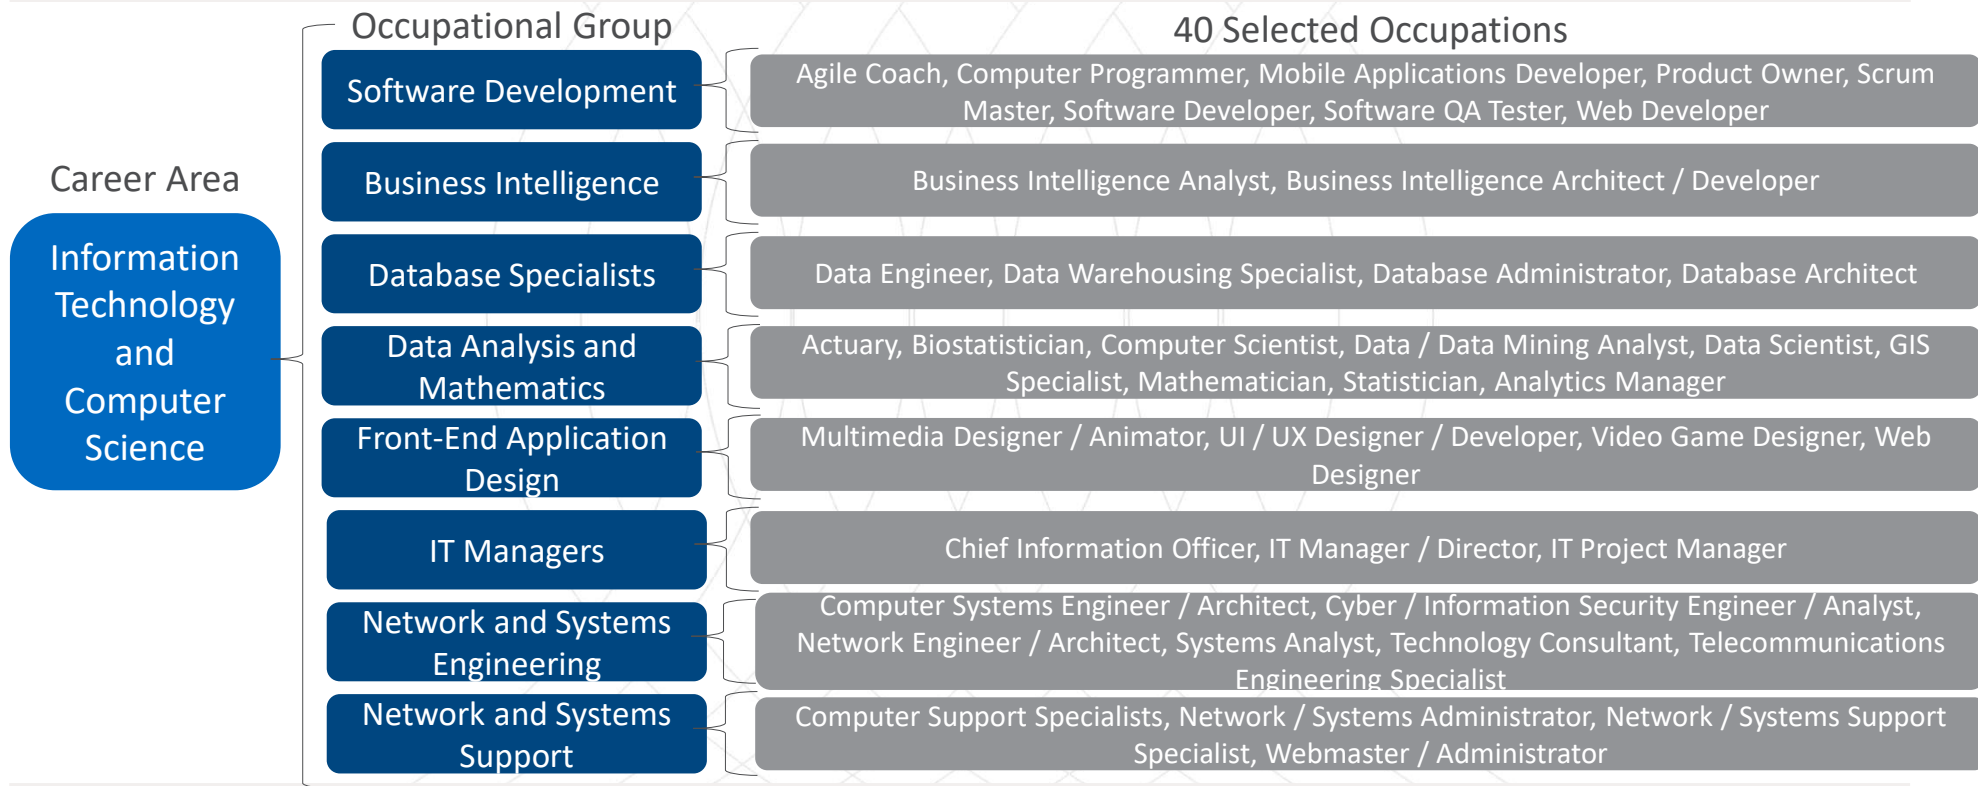 Occupational Group
40 Selected Occupations
Career Area
Information
Technology
and
Computer
Science
Software Development
Agile Coach, Computer Programmer, Mobile Applications Developer, Product Owner, Scrum
Master, Software Developer, Software QA Tester, Web Developer
Business Intelligence
Business Intelligence Analyst, Business Intelligence Architect / Developer
Database Specialists
Data Engineer, Data Warehousing Specialist, Database Administrator, Database Architect
Data Analysis and
Mathematics
Actuary, Biostatistician, Computer Scientist, Data / Data Mining Analyst, Data Scientist, GIS
Specialist, Mathematician, Statistician, Analytics Manager
Front-End Application
Design
Multimedia Designer / Animator, UI / UX Designer / Developer, Video Game Designer, Web
Designer
IT Managers
Chief Information Officer, IT Manager / Director, IT Project Manager
Network and Systems
Engineering
Computer Systems Engineer / Architect, Cyber / Information Security Engineer / Analyst,
Network Engineer / Architect, Systems Analyst, Technology Consultant, Telecommunications
Engineering Specialist
Network and Systems
Support
Computer Support Specialists, Network / Systems Administrator, Network / Systems Support
Specialist, Webmaster / Administrator